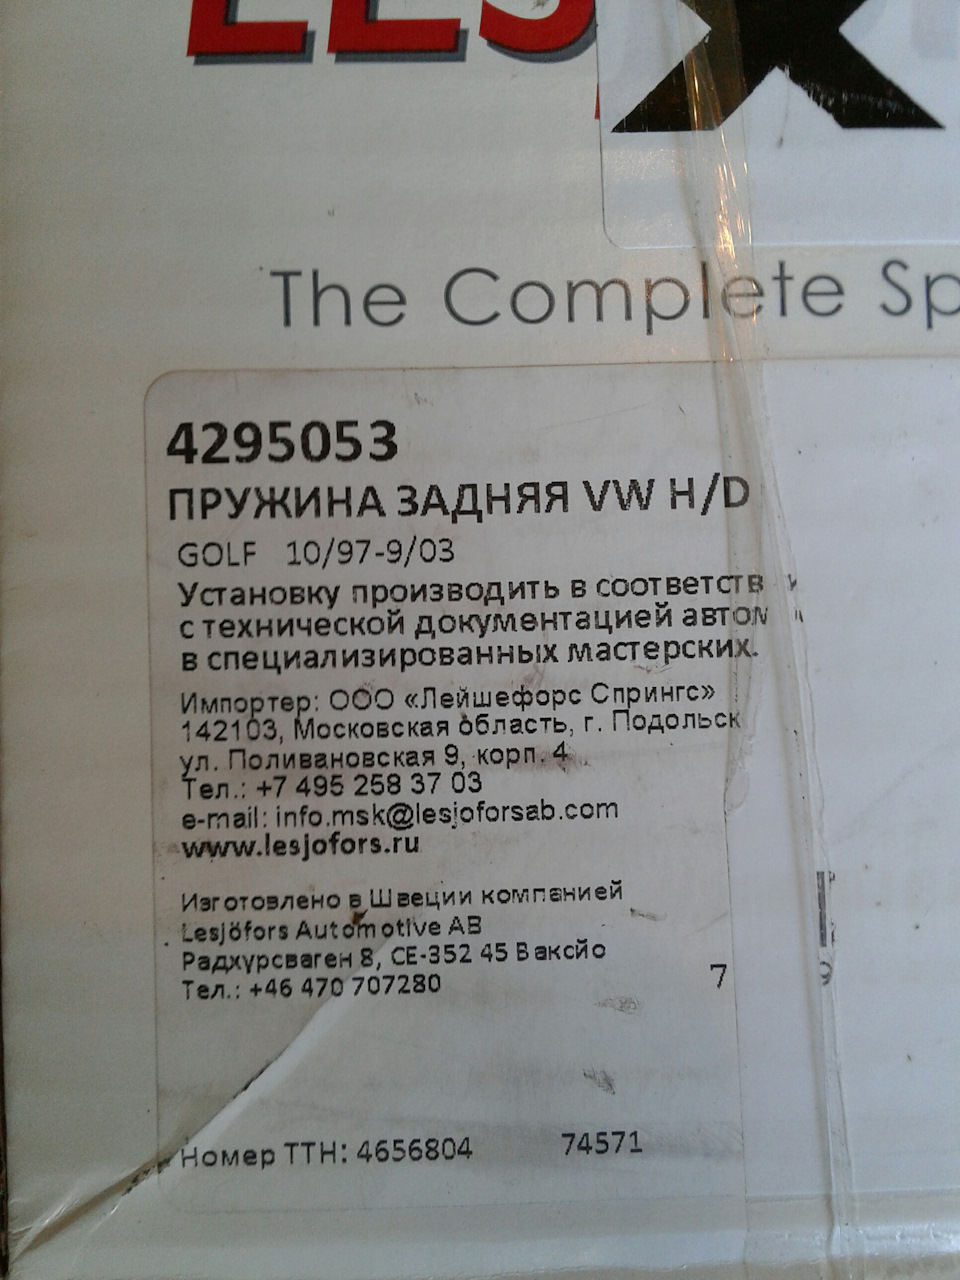 The Complete
4295053
ПРУЖИНА ЗАДНЯЯ VW H/D
GOLF 10/97-9/03
Установку производить в
с технической документацией
в специализированных мастерских.
Импортер: ООО «Лейшефорс Спрингс»
142103, Московская область, г. Подольск
ул. Поливановская 9, корп. 4
Тел.: +7 495 258 37 03
e-mail: info.msk@lesjoforsab.com
www.lesjofors.ru
Изготовлено в Швеции компанией
Lesjöfors Automotive AB
Радхурсваген 8, СЕ-352 45 Ваксйо
Тел.: +46 470 707280
7
Номер ТТН: 4656804 74571